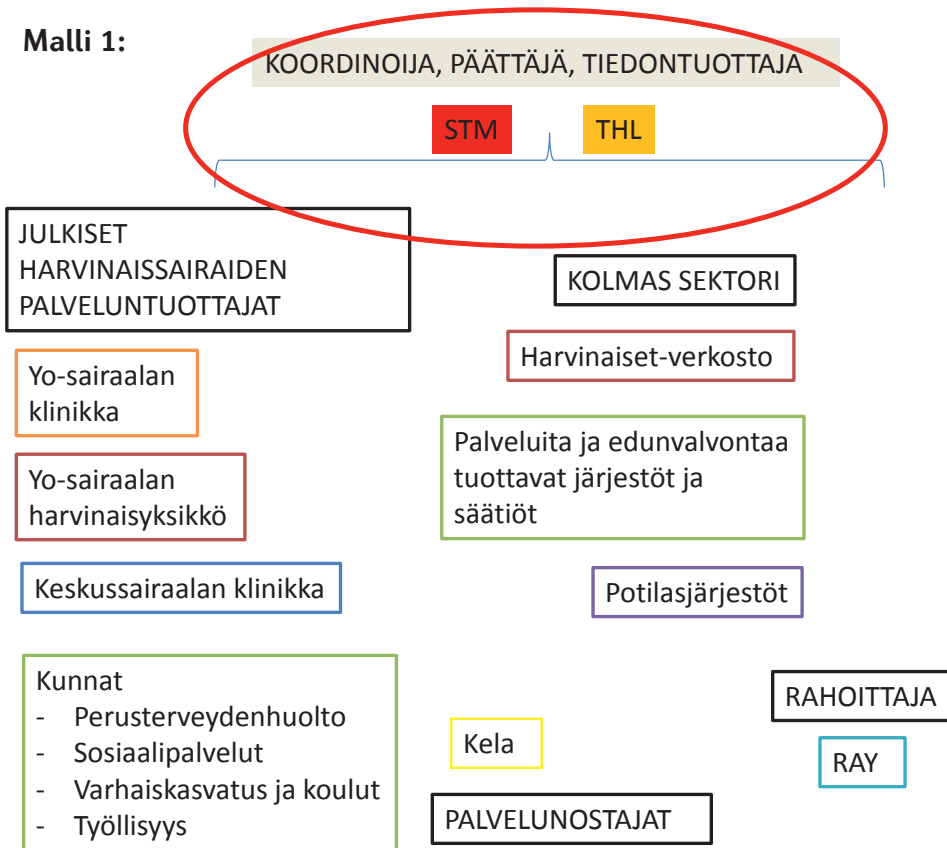 Malli 1:
KOORDINOIJA, PÄÄTTÄJÄ, TIEDONTUOTTAJA
STM
THL
JULKISET
HARVINAISSAIRAIDEN
PALVELUNTUOTTAJAT
Yo-sairaalan
klinikka
Yo-sairaalan
harvinaisyksikkö
Keskussairaalan klinikka
Kunnat
- Perusterveydenhuolto
- Sosiaalipalvelut
- Varhaiskasvatus ja koulut
- Työllisyys
KOLMAS SEKTORI
Harvinaiset-verkosto
Palveluita ja edunvalvontaa
tuottavat järjestöt ja
säätiöt
Potilasjärjestöt
Kela
PALVELUNOSTAJAT
RAHOITTAJA
RAY